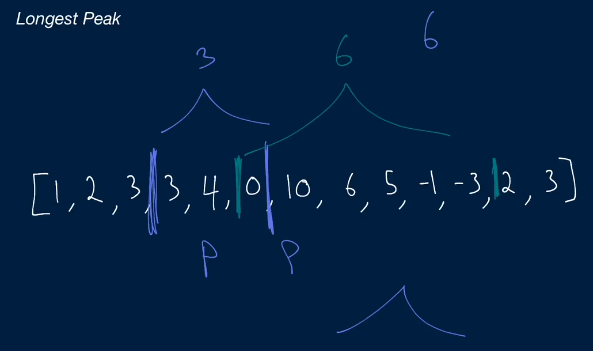 Longest Peak
3 6 6
[1, 2, 3, 3, 4, 0, 10, 6, 5, -1, -3, 2, 3]
P P